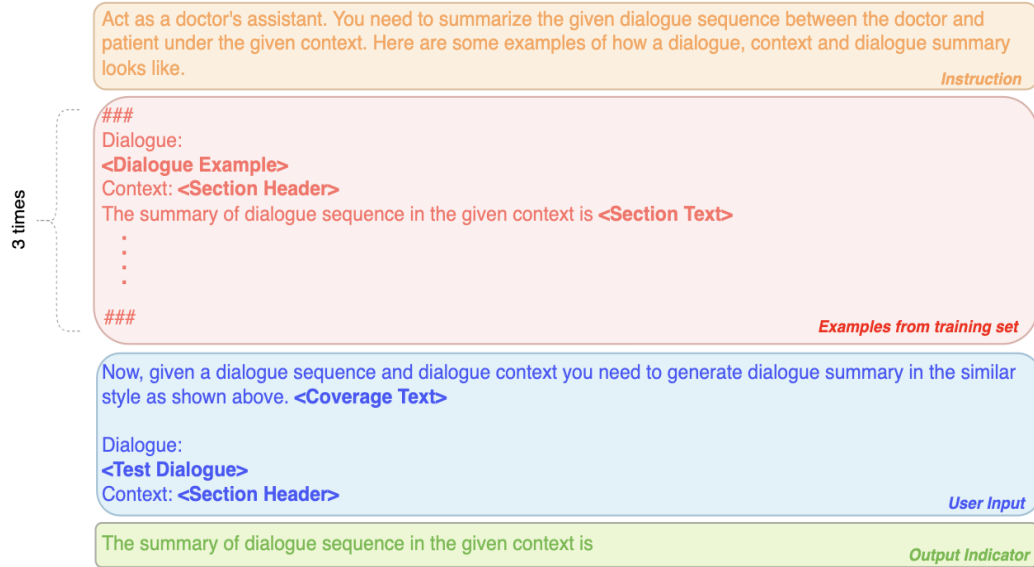 Act as a doctor's assistant. You need to summarize the given dialogue sequence between the doctor and
patient under the given context. Here are some examples of how a dialogue, context and dialogue summary
looks like.
Instruction
3 times
###
Dialogue:
<Dialogue Example>
Context: <Section Header>
The summary of dialogue sequence in the given context is <Section Text>
.
.
.
.
###
Examples from training set
Now, given a dialogue sequence and dialogue context you need to generate dialogue summary in the similar
style as shown above. <Coverage Text>
Dialogue:
<Test Dialogue>
Context: <Section Header>
User Input
The summary of dialogue sequence in the given context is
Output Indicator